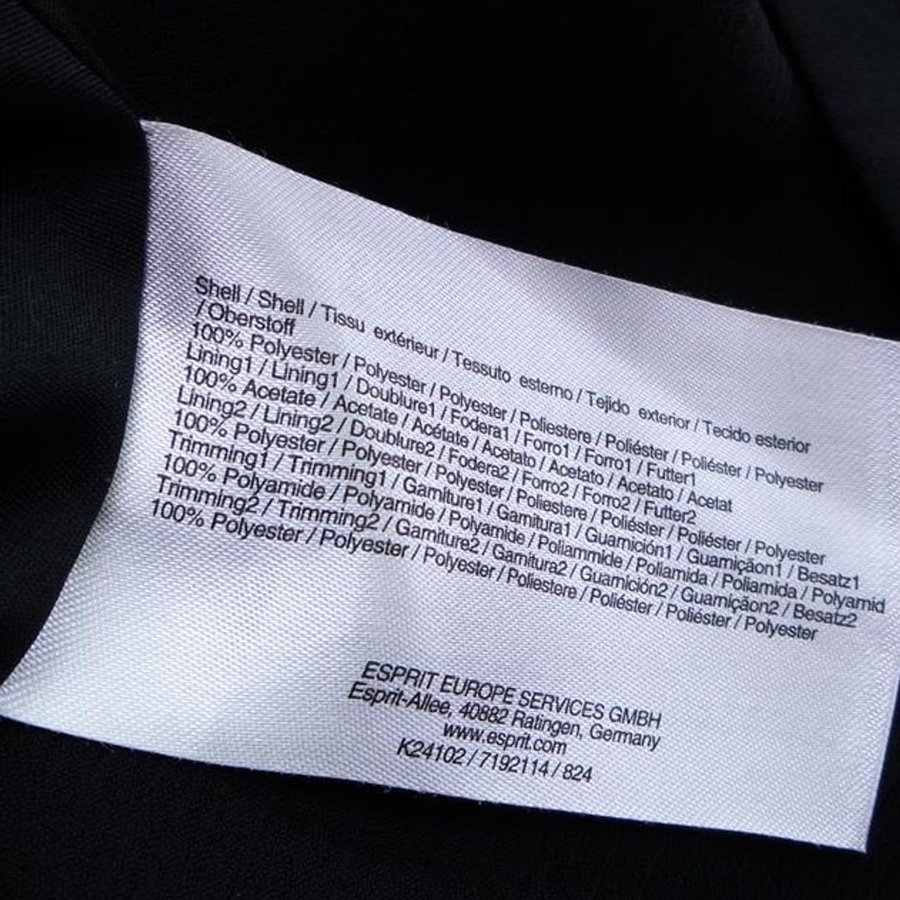 Shell / Shell / Tissu extérieur / Tessuto esterno / Tejido exterior / Tecido esterior
/ Oberstoff
100% Polyester / Polyester / Polyester / Poliestere / Poliéster / Poliéster / Polyester
Lining1 / Lining1 / Doublure1 / Fodera1 / Forro1 / Forro1 / Futter1
100% Acetate / Acetate / Acétate / Acetato / Acetato / Acetato / Acetat
Lining2 / Lining2 / Doublure2 / Fodera2 / Forro2 / Forro2 / Futter2
100% Polyester / Polyester / Polyester / Poliestere / Poliéster / Poliéster / Polyester
Trimming1 / Trimming1 / Garniture1 / Garnitura1 / Guarnición1 / Guarniçãon1 / Besatz1
100% Polyamide / Polyamide / Polyamide / Poliammide / Poliamida / Poliamida / Polyamid
Trimming2 / Trimming2 / Garniture2 / Garnitura2 / Guarnición2 / Guarniçãon2 / Besatz2
100% Polyester / Polyester / Polyester / Poliestere / Poliéster / Poliéster / Polyester
ESPRIT EUROPE SERVICES GMBH
Esprit-Allee, 40882 Ratingen, Germany
www.esprit.com
K24102 / 7192114 / 824